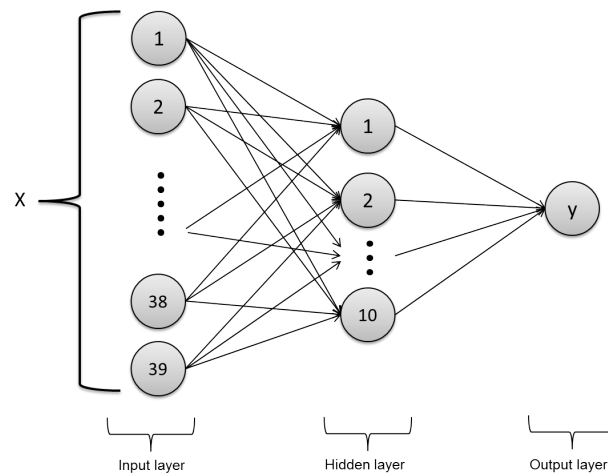 1
2
X
38
39
1
2
10
y
Input layer
Hidden layer
Output layer